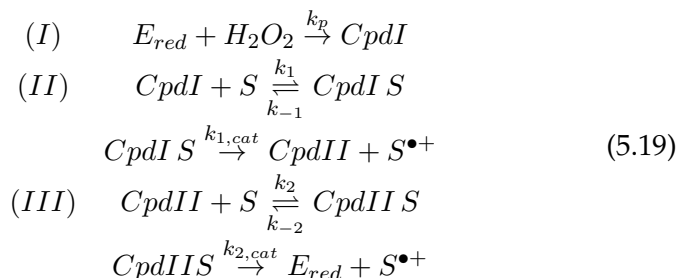 (I) E_red + H_2O_2 →^{k_p} CpdI
(II) CpdI + S ⇌^{k_1}_{k_{-1}} CpdI S
CpdI S →^{k_{1,cat}} CpdII + S^{•+} (5.19)
(III) CpdII + S ⇌^{k_2}_{k_{-2}} CpdII S
CpdIIS →^{k_{2,cat}} E_red + S^{•+}